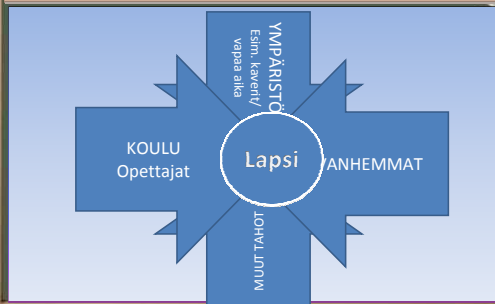 YMPÄRISTÖ
Esim. kaverit/
vapaa aika
KOULU
Opettajat
Lapsi
VANHEMMAT
MUUT TAHOT